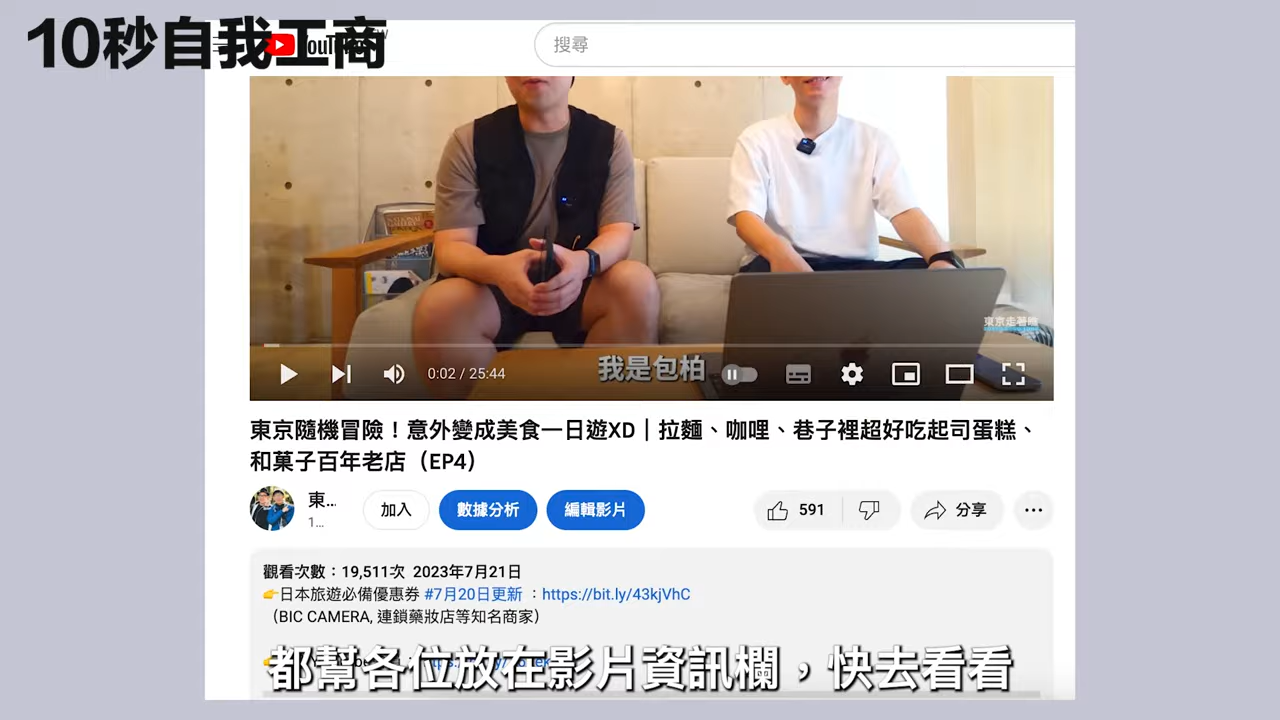 10秒自我工商
搜尋
東京走著瞧
我是包柏
0:02 / 25:44
東京隨機冒險！意外變成美食一日遊XD｜拉麵、咖哩、巷子裡超好吃起司蛋糕、
和菓子百年老店（EP4）
東...
1...
加入
數據分析
編輯影片
591
分享
觀看次數：19,511次 2023年7月21日
👉日本旅遊必備優惠券 #7月20日更新 ：https://bit.ly/43kjVhC
（BIC CAMERA, 連鎖藥妝店等知名商家）
都幫各位放在影片資訊欄，快去看看